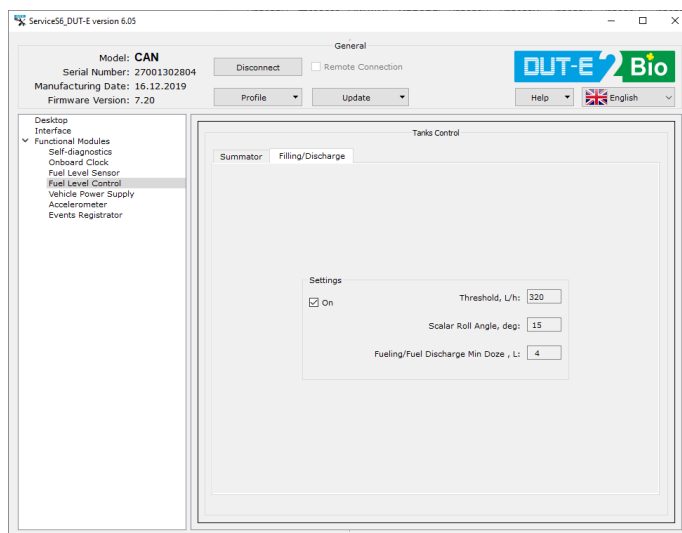 ServiceS6_DUT-E version 6.05
General
Model: CAN
Serial Number: 27001302804
Manufacturing Date: 16.12.2019
Firmware Version: 7.20
Disconnect
Remote Connection
Profile
Update
DUT-E 2 Bio
Help
English
Desktop
Interface
Functional Modules
Self-diagnostics
Onboard Clock
Fuel Level Sensor
Fuel Level Control
Vehicle Power Supply
Accelerometer
Events Registrator
Tanks Control
Summator
Filling/Discharge
Settings
On
Threshold, L/h: 320
Scalar Roll Angle, deg: 15
Fueling/Fuel Discharge Min Doze , L: 4